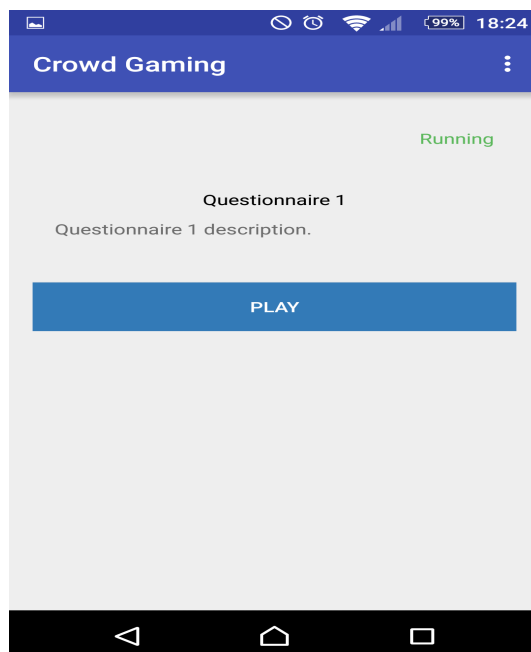 99% 18:24
Crowd Gaming
Running
Questionnaire 1
Questionnaire 1 description.
PLAY